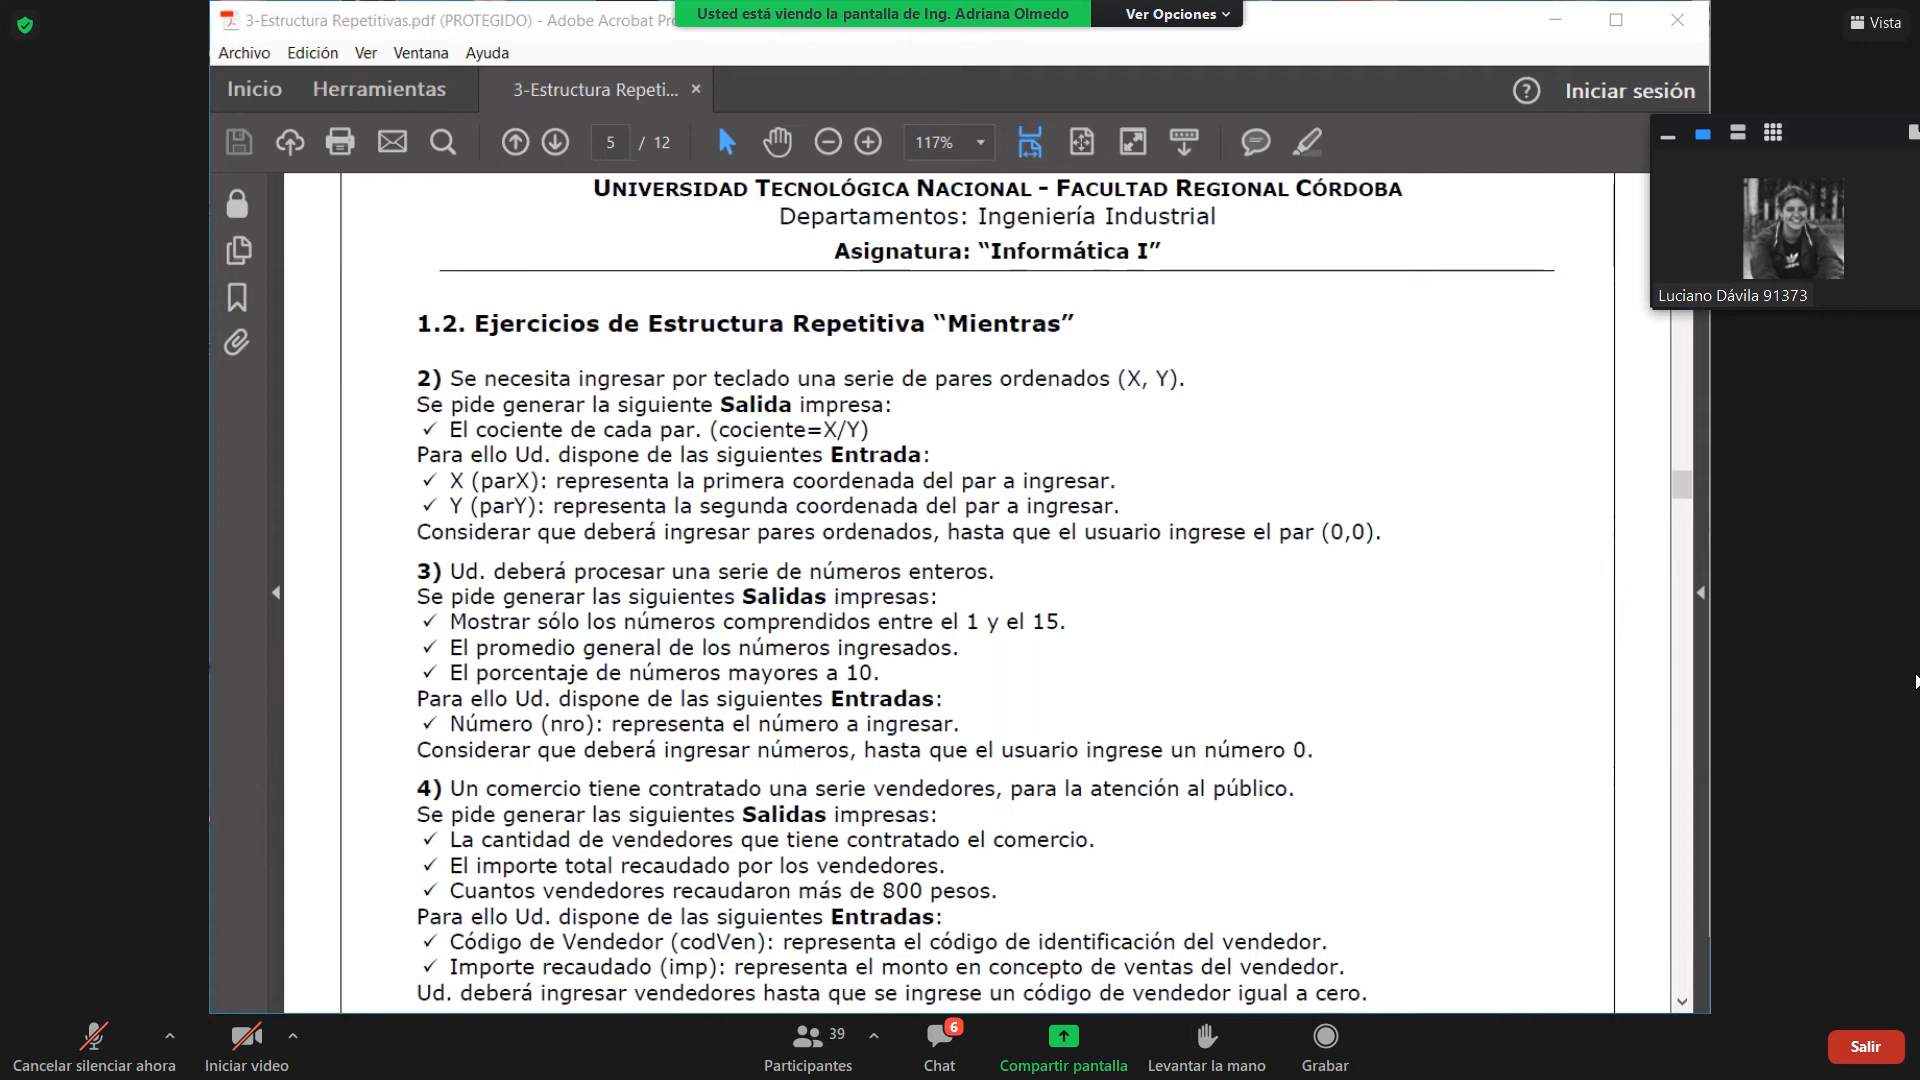 3-Estructura Repetitivas.pdf (PROTEGIDO) - Adobe Acrobat Pro
Usted está viendo la pantalla de Ing. Adriana Olmedo
Ver Opciones
Vista
Archivo Edición Ver Ventana Ayuda
Inicio Herramientas 3-Estructura Repeti... × Iniciar sesión
5 / 12 117%
UNIVERSIDAD TECNOLÓGICA NACIONAL - FACULTAD REGIONAL CÓRDOBA
Departamentos: Ingeniería Industrial
Asignatura: “Informática I”
Luciano Dávila 91373
1.2. Ejercicios de Estructura Repetitiva “Mientras”
2) Se necesita ingresar por teclado una serie de pares ordenados (X, Y).
Se pide generar la siguiente Salida impresa:
✓ El cociente de cada par. (cociente=X/Y)
Para ello Ud. dispone de las siguientes Entrada:
✓ X (parX): representa la primera coordenada del par a ingresar.
✓ Y (parY): representa la segunda coordenada del par a ingresar.
Considerar que deberá ingresar pares ordenados, hasta que el usuario ingrese el par (0,0).
3) Ud. deberá procesar una serie de números enteros.
Se pide generar las siguientes Salidas impresas:
✓ Mostrar sólo los números comprendidos entre el 1 y el 15.
✓ El promedio general de los números ingresados.
✓ El porcentaje de números mayores a 10.
Para ello Ud. dispone de las siguientes Entradas:
✓ Número (nro): representa el número a ingresar.
Considerar que deberá ingresar números, hasta que el usuario ingrese un número 0.
4) Un comercio tiene contratado una serie vendedores, para la atención al público.
Se pide generar las siguientes Salidas impresas:
✓ La cantidad de vendedores que tiene contratado el comercio.
✓ El importe total recaudado por los vendedores.
✓ Cuantos vendedores recaudaron más de 800 pesos.
Para ello Ud. dispone de las siguientes Entradas:
✓ Código de Vendedor (codVen): representa el código de identificación del vendedor.
✓ Importe recaudado (imp): representa el monto en concepto de ventas del vendedor.
Ud. deberá ingresar vendedores hasta que se ingrese un código de vendedor igual a cero.
39 6
Cancelar silenciar ahora Iniciar video Participantes Chat Compartir pantalla Levantar la mano Grabar Salir